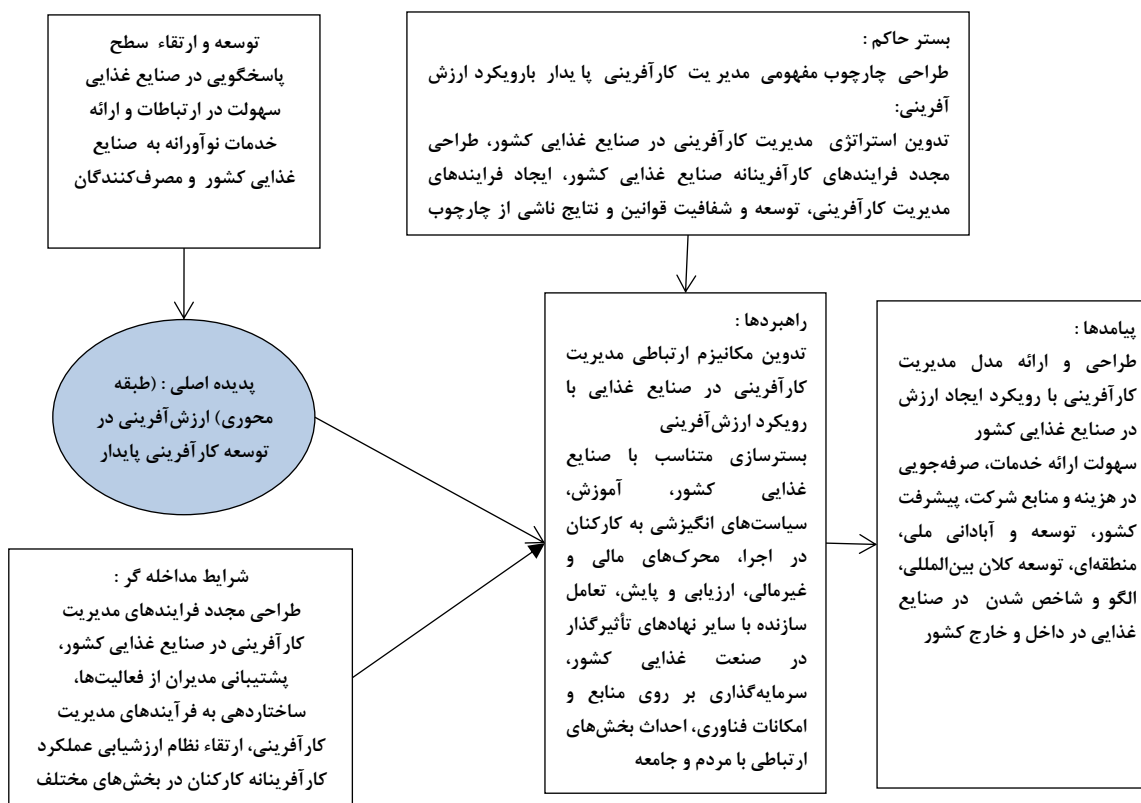 توسعه و ارتقاء سطح
پاسخگویی در صنایع غذایی
سهولت در ارتباطات و ارائه
خدمات نوآورانه به صنایع
غذایی کشور و مصرف‌کنندگان
بستر حاکم :
طراحی چارچوب مفهومی مدیر یت کارآفرینی پا یدار بارویکرد ارزش
آفرینی:
تدوین استراتژی مدیریت کارآفرینی در صنایع غذایی کشور، طراحی
مجدد فرایندهای کارآفرینانه صنایع غذایی کشور، ایجاد فرایندهای
مدیریت کارآفرینی، توسعه و شفافیت قوانین و نتایج ناشی از چارچوب
پدیده اصلی : (طبقه
محوری) ارزش‌آفرینی در
توسعه کارآفرینی پایدار
شرایط مداخله گر :
طراحی مجدد فرایندهای مدیریت
کارآفرینی در صنایع غذایی کشور،
پشتیبانی مدیران از فعالیت‌ها،
ساختاردهی به فرآیندهای مدیریت
کارآفرینی، ارتقاء نظام ارزشیابی عملکرد
کارآفرینانه کارکنان در بخش‌های مختلف
راهبردها :
تدوین مکانیزم ارتباطی مدیریت
کارآفرینی در صنایع غذایی با
رویکرد ارزش‌آفرینی
بسترسازی متناسب با صنایع
غذایی کشور، آموزش،
سیاست‌های انگیزشی به کارکنان
در اجرا، محرک‌های مالی و
غیرمالی، ارزیابی و پایش، تعامل
سازنده با سایر نهادهای تأثیرگذار
در صنعت غذایی کشور،
سرمایه‌گذاری بر روی منابع و
امکانات فناوری، احداث بخش‌های
ارتباطی با مردم و جامعه
پیامدها :
طراحی و ارائه مدل مدیریت
کارآفرینی با رویکرد ایجاد ارزش
در صنایع غذایی کشور
سهولت ارائه خدمات، صرفه‌جویی
در هزینه و منابع شرکت، پیشرفت
کشور، توسعه و آبادانی ملی،
منطقه‌ای، توسعه کلان بین‌المللی،
الگو و شاخص شدن در صنایع
غذایی در داخل و خارج کشور